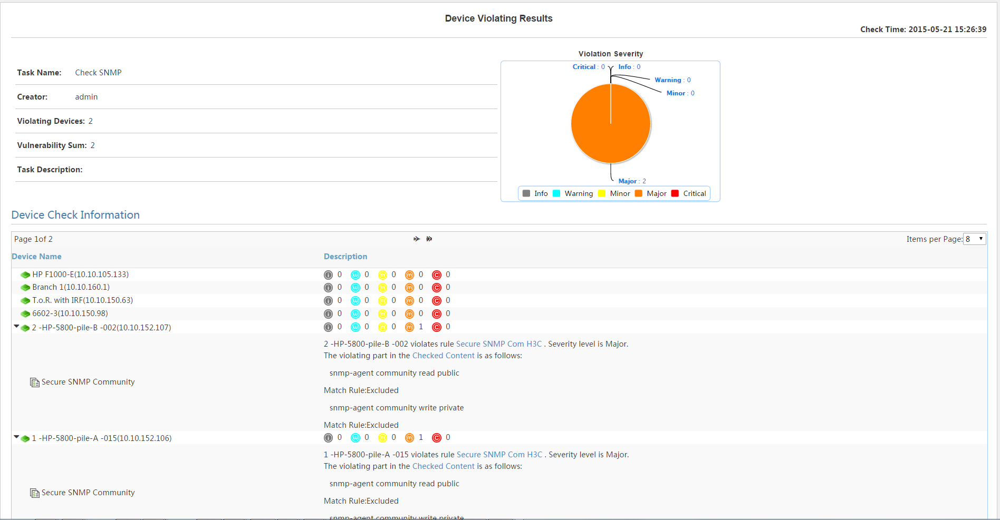 Device Violating Results
Check Time: 2015-05-21 15:26:39
Task Name: Check SNMP
Creator: admin
Violating Devices: 2
Vulnerability Sum: 2
Task Description:
Violation Severity
Critical : 0 Info : 0
Warning : 0
Minor : 0
Major : 2
Info Warning Minor Major Critical
Device Check Information
Page 1of 2 Items per Page: 8
Device Name Description
HP F1000-E(10.10.105.133) i 0 w 0 m 0 m 0 C 0
Branch 1(10.10.160.1) i 0 w 0 m 0 m 0 C 0
T.o.R. with IRF(10.10.150.63) i 0 w 0 m 0 m 0 C 0
6602-3(10.10.150.98) i 0 w 0 m 0 m 0 C 0
2 -HP-5800-pile-B -002(10.10.152.107) i 0 w 0 m 0 m 1 C 0
2 -HP-5800-pile-B -002 violates rule Secure SNMP Com H3C . Severity level is Major.
The violating part in the Checked Content is as follows:
snmp-agent community read public
Secure SNMP Community
Match Rule:Excluded
snmp-agent community write private
Match Rule:Excluded
1 -HP-5800-pile-A -015(10.10.152.106) i 0 w 0 m 0 m 1 C 0
1 -HP-5800-pile-A -015 violates rule Secure SNMP Com H3C . Severity level is Major.
The violating part in the Checked Content is as follows:
snmp-agent community read public
Secure SNMP Community
Match Rule:Excluded
snmp-agent community write private